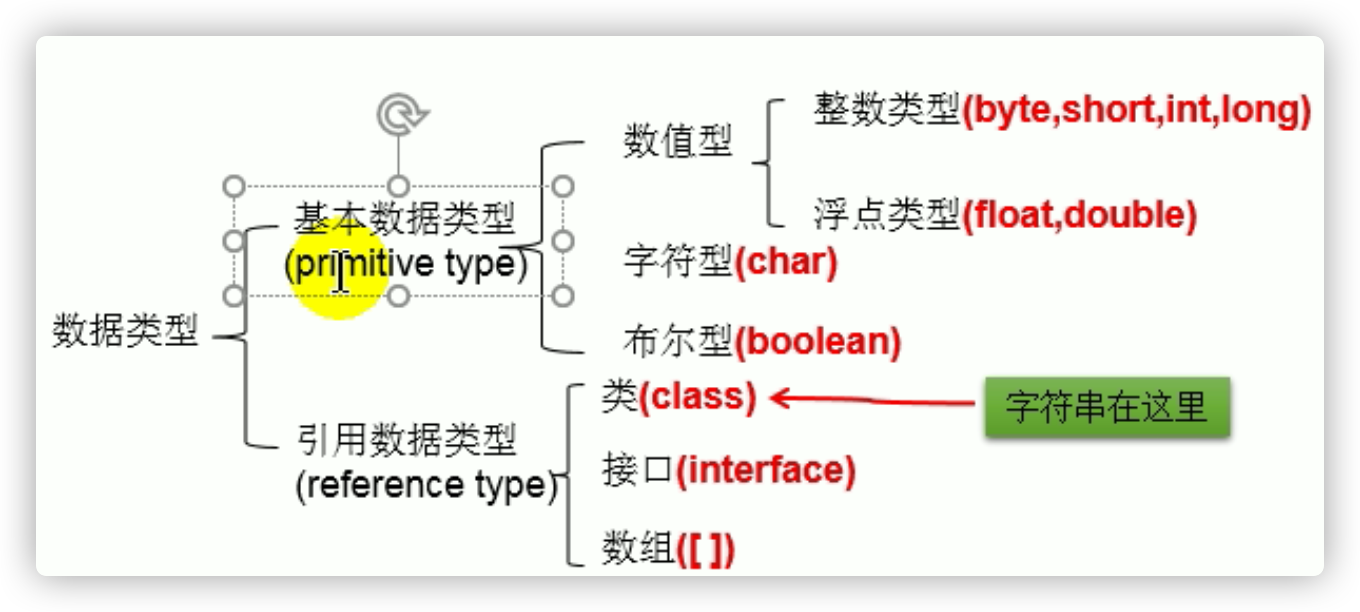 整数类型(byte,short,int,long)
数值型
浮点类型(float,double)
基本数据类型
(primitive type)
字符型(char)
布尔型(boolean)
数据类型
类(class)
字符串在这里
引用数据类型
(reference type)
接口(interface)
数组([ ])